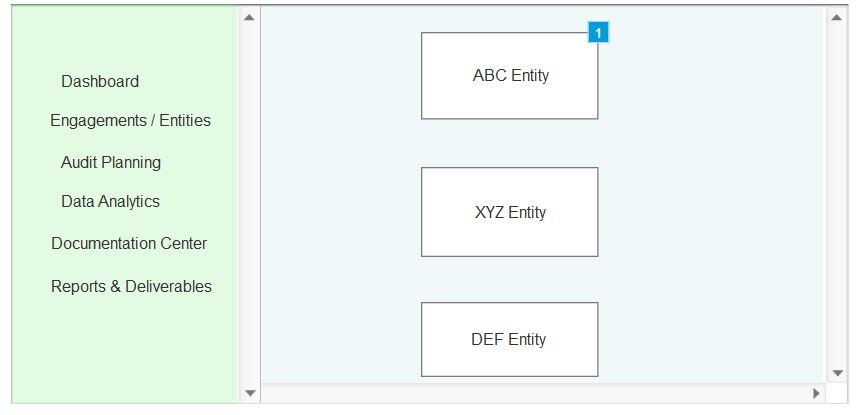 Dashboard
Engagements / Entities
Audit Planning
Data Analytics
Documentation Center
Reports & Deliverables
1
ABC Entity
XYZ Entity
DEF Entity